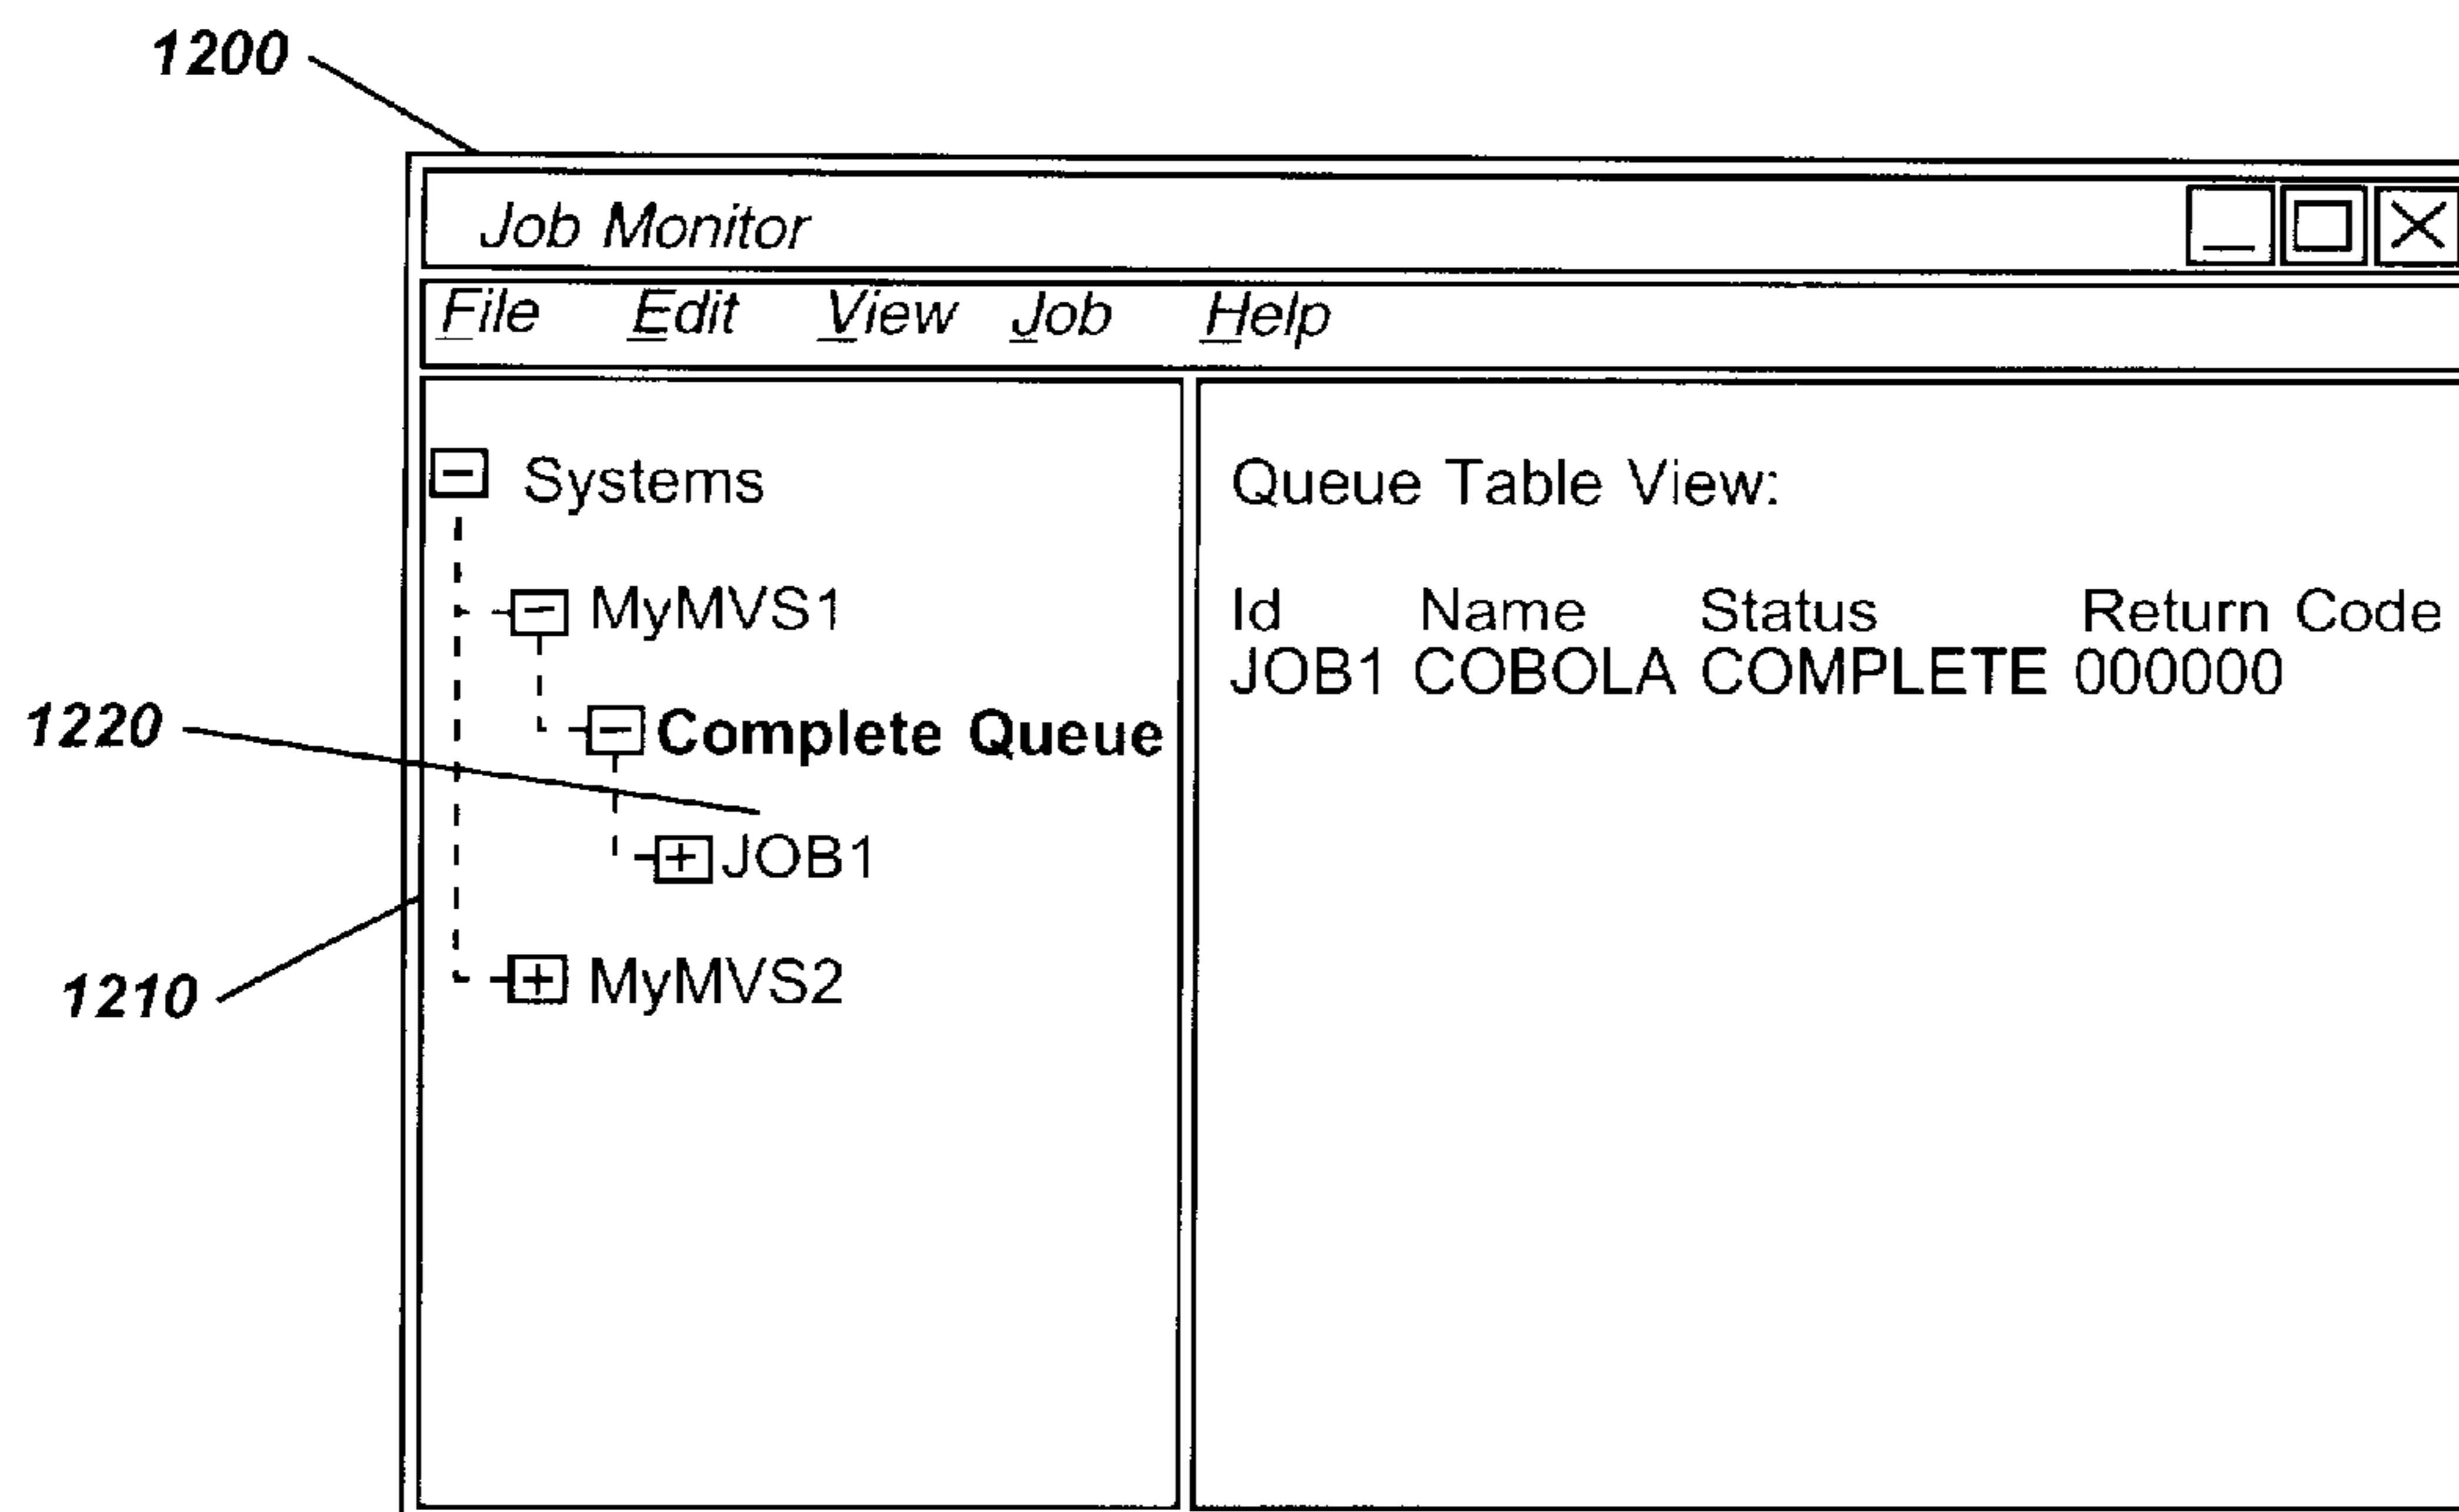 1200
Job Monitor
File Edit View Job Help
Systems
MyMVS1
Complete Queue
JOB1
MyMVS2
1220
1210
Queue Table View:
Id Name Status Return Code
JOB1 COBOLA COMPLETE 000000